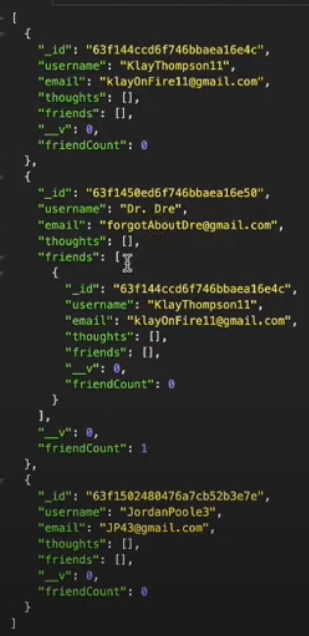 [
{
"_id": "63f144ccd6f746bbaea16e4c",
"username": "KlayThompson11",
"email": "klayOnFire11@gmail.com",
"thoughts": [],
"friends": [],
"__v": 0,
"friendCount": 0
},
{
"_id": "63f1450ed6f746bbaea16e50",
"username": "Dr. Dre",
"email": "forgotAboutDre@gmail.com",
"thoughts": [],
"friends": [
{
"_id": "63f144ccd6f746bbaea16e4c",
"username": "KlayThompson11",
"email": "klayOnFire11@gmail.com",
"thoughts": [],
"friends": [],
"__v": 0,
"friendCount": 0
}
],
"__v": 0,
"friendCount": 1
},
{
"_id": "63f1502480476a7cb52b3e7e",
"username": "JordanPoole3",
"email": "JP43@gmail.com",
"thoughts": [],
"friends": [],
"__v": 0,
"friendCount": 0
}
]